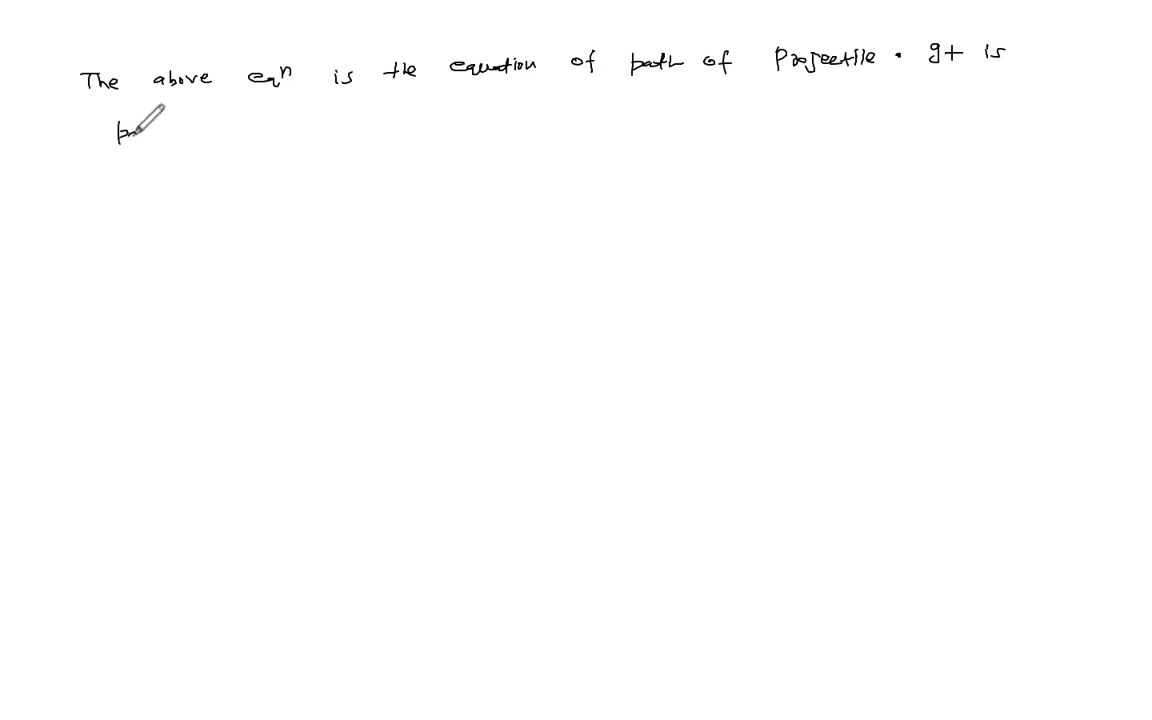 The above eqⁿ is the equation of path of Projectile . It is